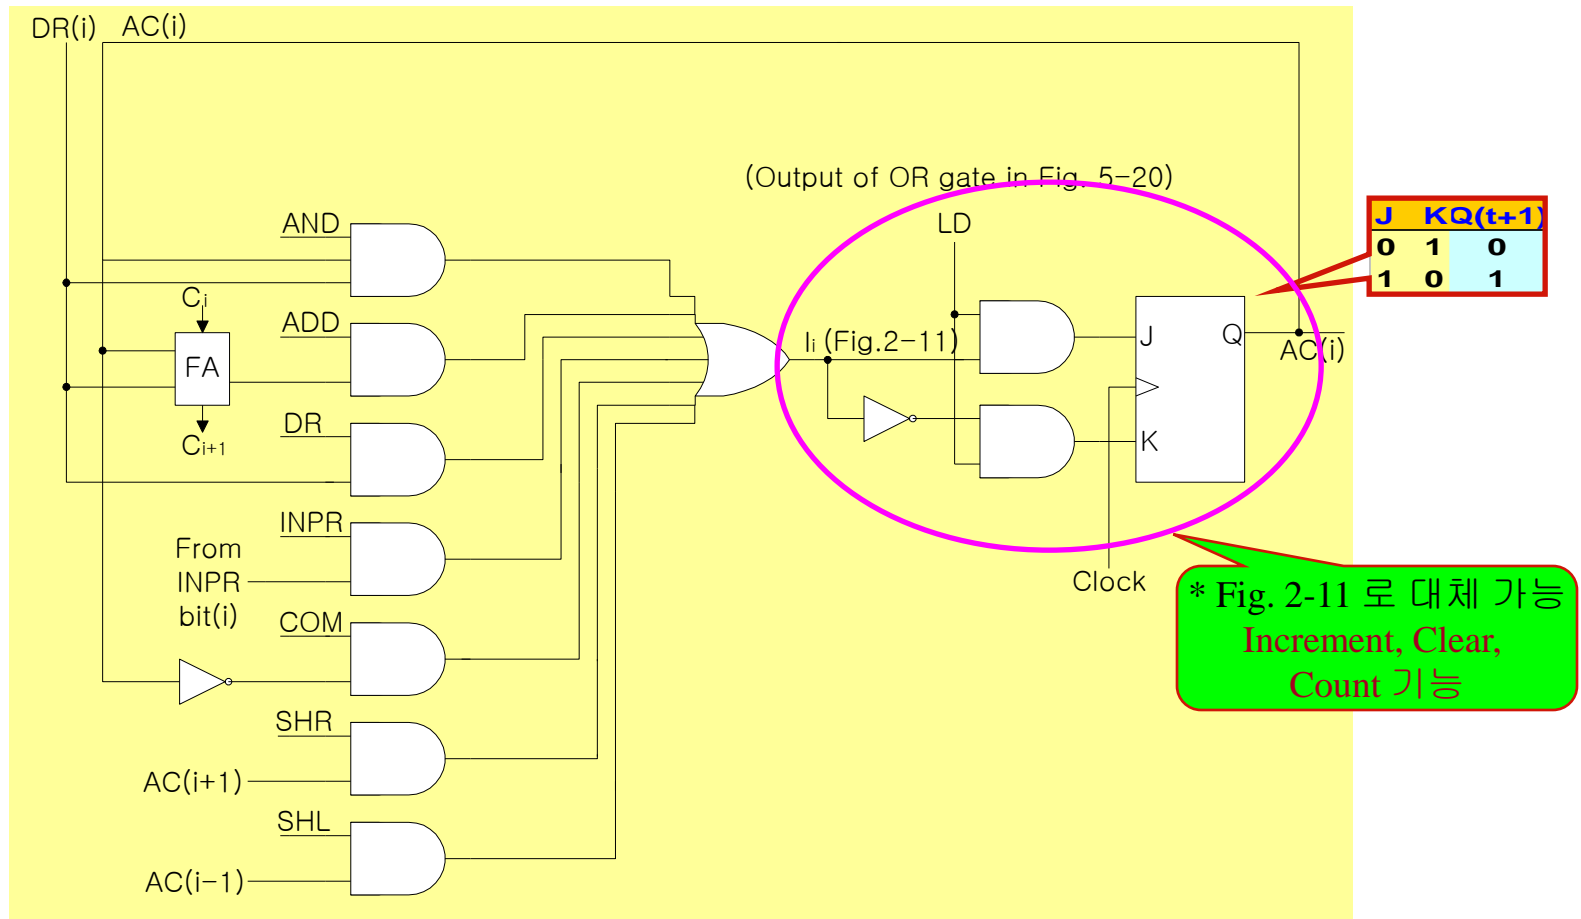 DR(i) AC(i)
(Output of OR gate in Fig. 5-20)
J K Q(t+1)
0 1 0
1 0 1
AND
LD
Ci
ADD
FA
Ii (Fig.2-11)
J
Q
AC(i)
DR
Ci+1
K
INPR
From
INPR
bit(i)
Clock
* Fig. 2-11 로 대체 가능
Increment, Clear,
Count 기능
COM
SHR
AC(i+1)
SHL
AC(i-1)